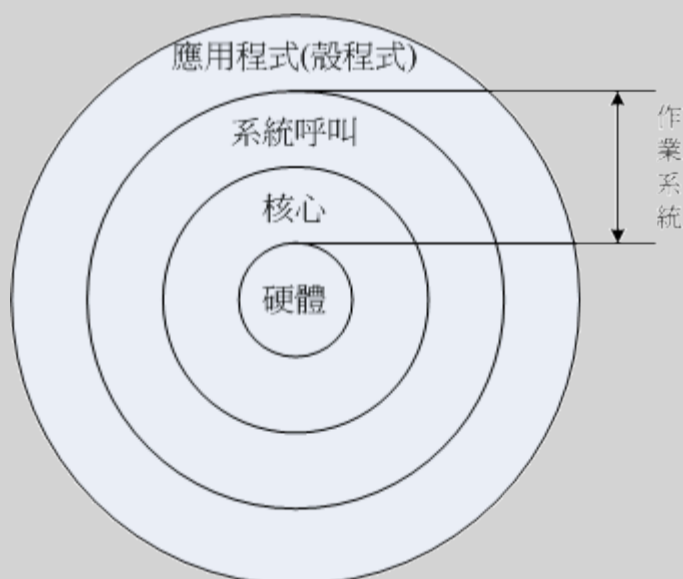 應用程式(殼程式)
系統呼叫
核心
硬體
作業系統